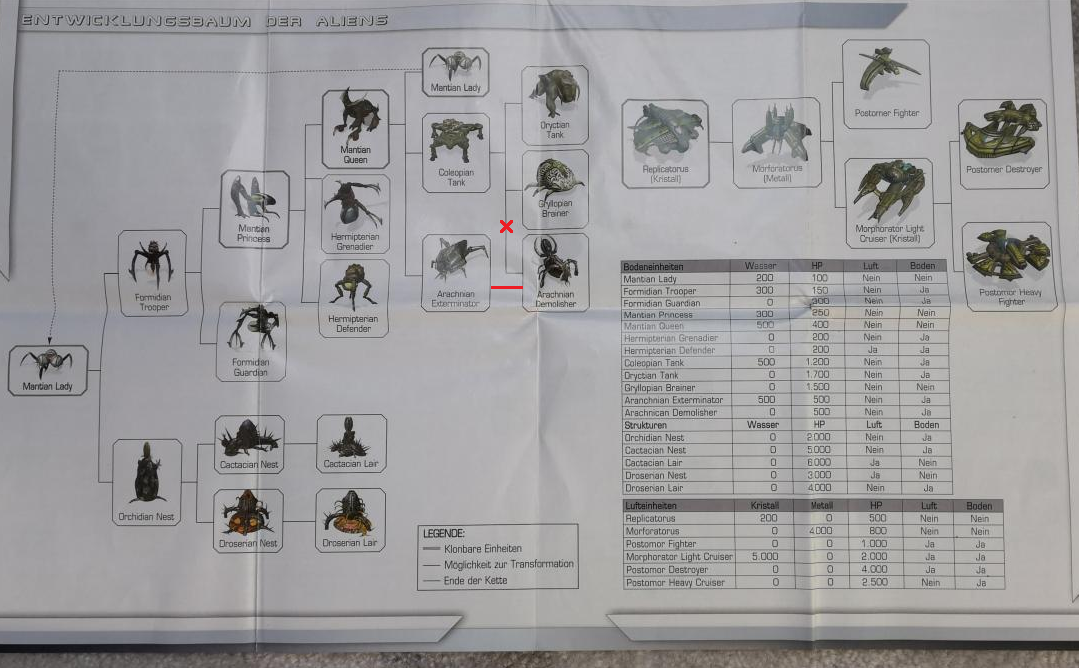 ENTWICKLUNGSBAUM DER ALIENS
Mantian Lady
Mantian
Queen
Coleopian
Tank
Oryctian
Tank
Gryllopian
Brainer
Mantian
Princess
Hermipterian
Grenadier
Arachnian
Exterminator
Arachnian
Demolisher
Formidian
Trooper
Hermipterian
Defender
Formidian
Guardian
Mantian Lady
Cactacian Nest
Cactacian Lair
Orchidian Nest
Droserian Nest
Droserian Lair
Replicatorus
(Kristall)
Morforatorus
(Metall)
Postomer Fighter
Morphorator Light
Cruiser (Kristall)
Postomer Destroyer
Postomer Heavy
Fighter
Bodeneinheiten Wasser HP Luft Boden
Mantian Lady 200 100 Nein Nein
Formidian Trooper 300 150 Nein Ja
Formidian Guardian 0 300 Nein Ja
Mantian Princess 300 250 Nein Nein
Mantian Queen 500 400 Nein Nein
Hermipterian Grenadier 0 200 Nein Ja
Hermipterian Defender 0 200 Ja Ja
Coleopian Tank 500 1.200 Nein Ja
Dryctian Tank 0 1.700 Nein Ja
Gryllopian Brainer 0 1.500 Nein Nein
Aranchnian Exterminator 500 500 Nein Ja
Arachnican Demolisher 0 500 Nein Ja
Strukturen Wasser HP Luft Boden
Orchidian Nest 0 2.000 Nein Ja
Cactacian Nest 0 5.000 Nein Ja
Cactacian Lair 0 6.000 Ja Nein
Droserian Nest 0 3.000 Ja Nein
Droserian Lair 0 4.000 Nein Ja
Lufteinheiten Kristall Metall HP Luft Boden
Replicatorus 200 0 500 Nein Nein
Morforatorus 0 4.000 800 Nein Nein
Postomor Fighter 0 0 1.000 Ja Ja
Morphorator Light Cruiser 5.000 0 2.000 Ja Ja
Postomor Destroyer 0 0 4.000 Ja Ja
Postomor Heavy Cruiser 0 0 2.500 Nein Ja
LEGENDE:
Klonbare Einheiten
Möglichkeit zur Transformation
Ende der Kette